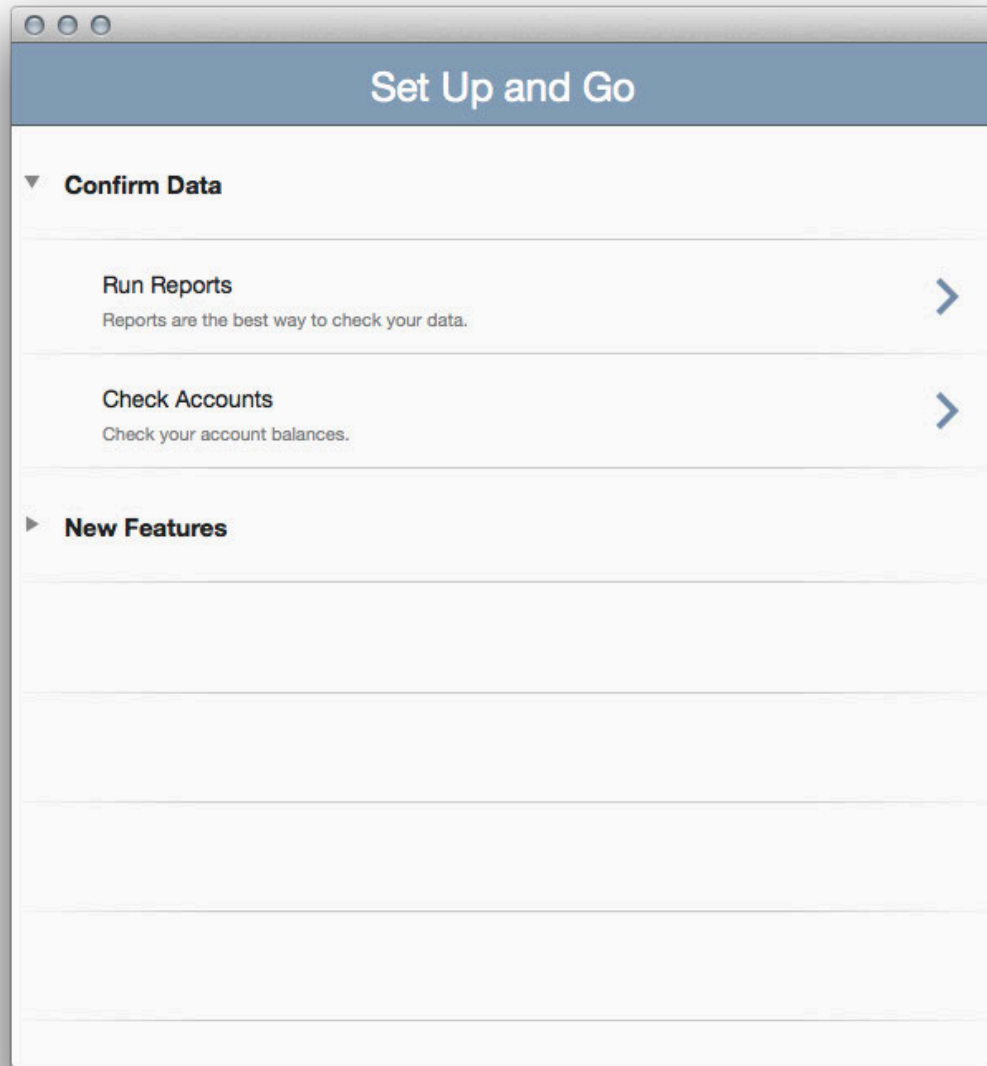 Set Up and Go
Confirm Data
Run Reports
Reports are the best way to check your data.
Check Accounts
Check your account balances.
New Features